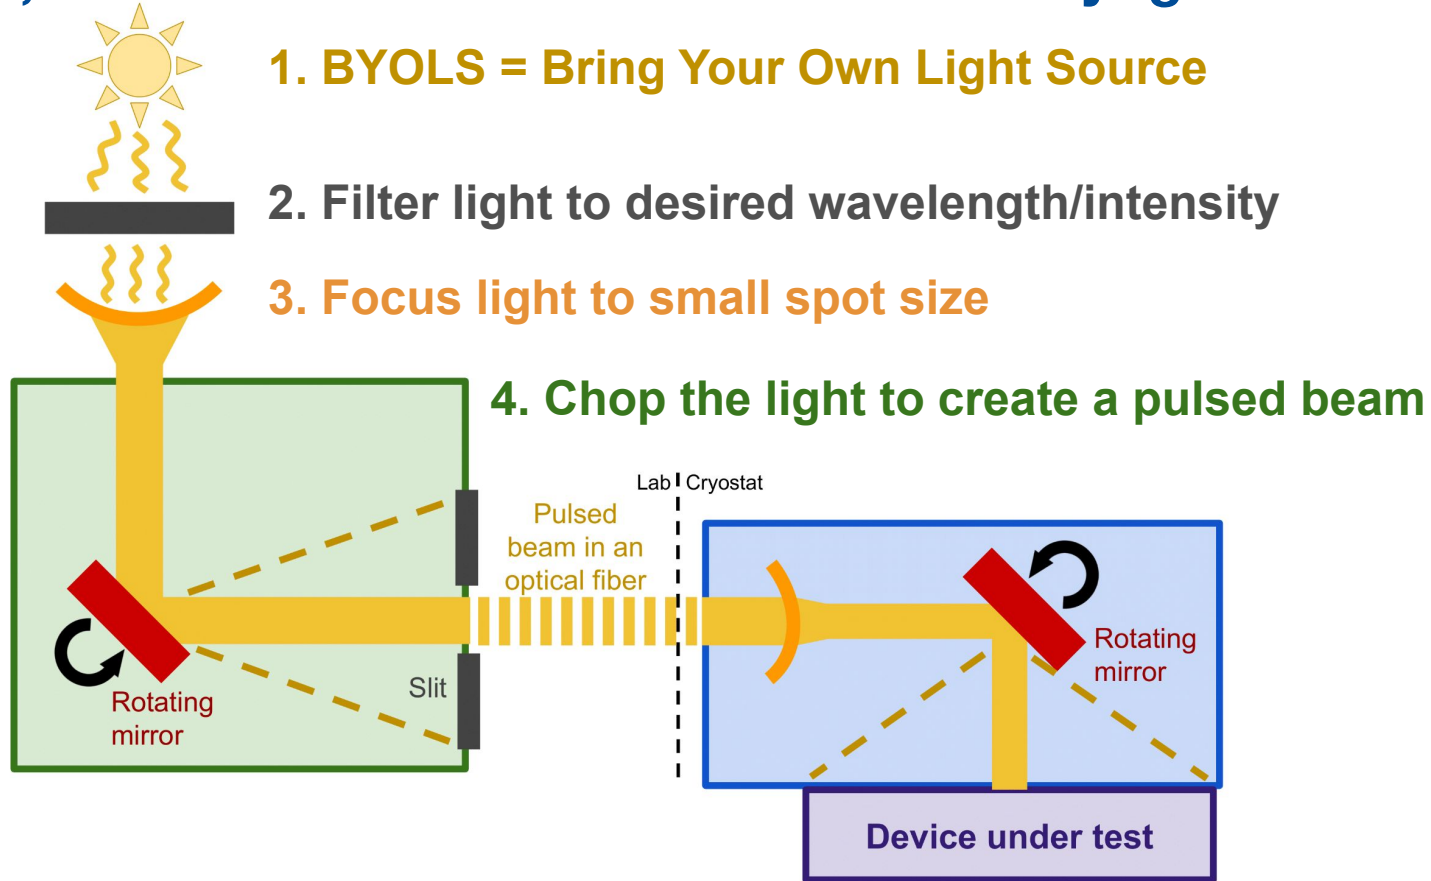 1. BYOLS = Bring Your Own Light Source
2. Filter light to desired wavelength/intensity
3. Focus light to small spot size
4. Chop the light to create a pulsed beam
Lab Cryostat
Pulsed
beam in an
optical fiber
Rotating
mirror
Slit
Rotating
mirror
Device under test